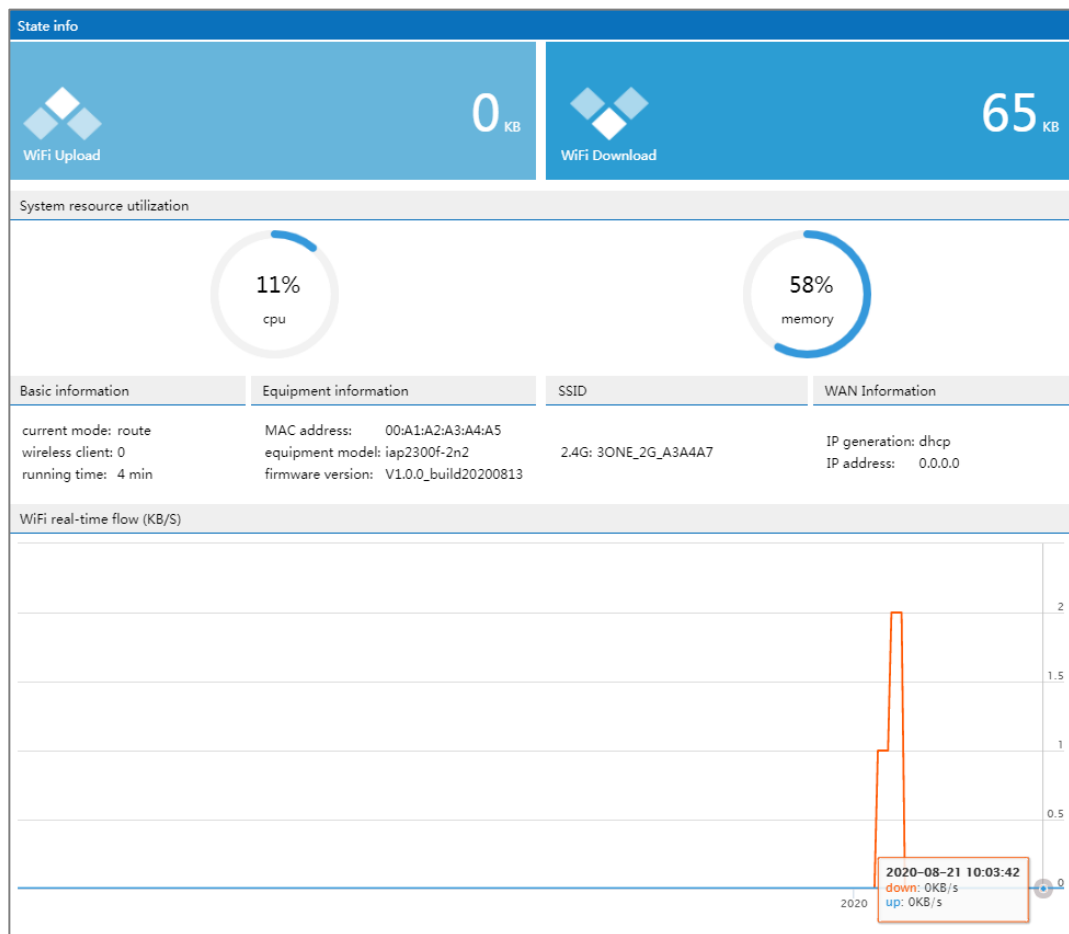 State info
0 KB
WiFi Upload
65 KB
WiFi Download
System resource utilization
11%
cpu
58%
memory
Basic information
current mode: route
wireless client: 0
running time: 4 min
Equipment information
MAC address: 00:A1:A2:A3:A4:A5
equipment model: iap2300f-2n2
firmware version: V1.0.0_build20200813
SSID
2.4G: 3ONE_2G_A3A4A7
WAN Information
IP generation: dhcp
IP address: 0.0.0.0
WiFi real-time flow (KB/S)
2
1.5
1
0.5
0
2020-08-21 10:03:42
down: 0KB/s
up: 0KB/s
2020